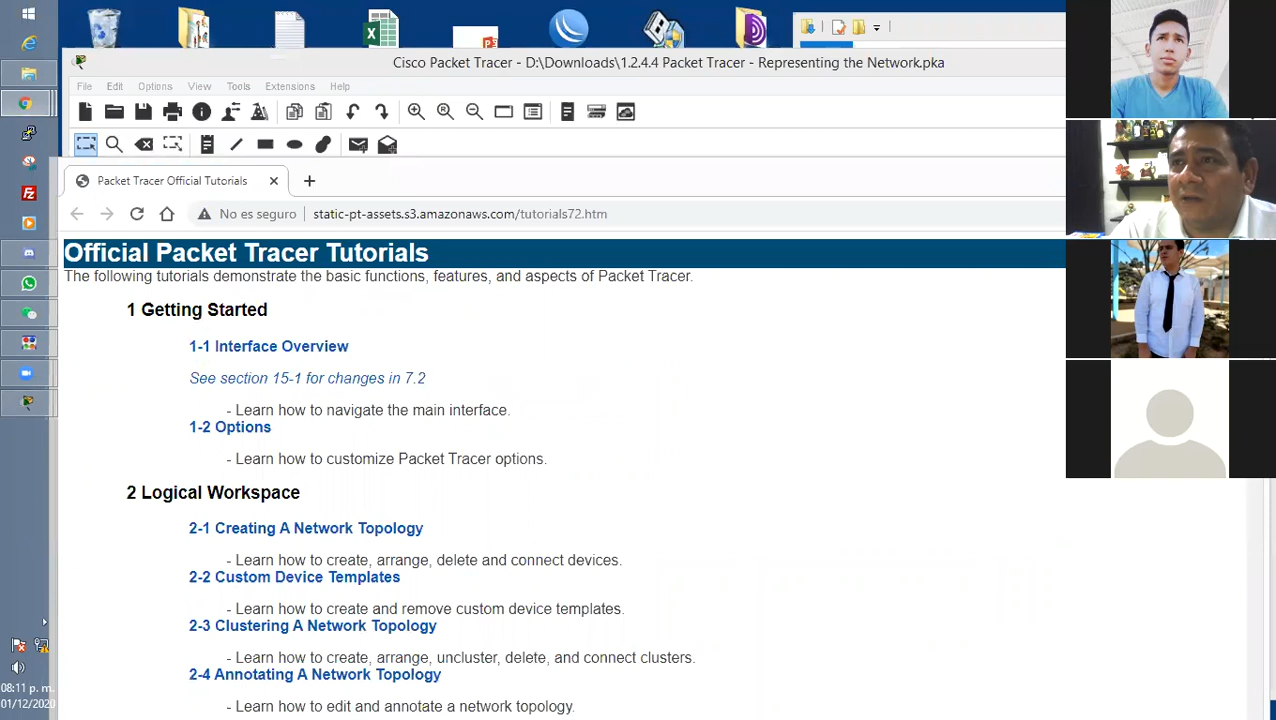 Cisco Packet Tracer - D:\Downloads\1.2.4.4 Packet Tracer - Representing the Network.pka
File Edit Options View Tools Extensions Help
Packet Tracer Official Tutorials
No es seguro static-pt-assets.s3.amazonaws.com/tutorials72.htm
Official Packet Tracer Tutorials
The following tutorials demonstrate the basic functions, features, and aspects of Packet Tracer.
1 Getting Started
1-1 Interface Overview
See section 15-1 for changes in 7.2
- Learn how to navigate the main interface.
1-2 Options
- Learn how to customize Packet Tracer options.
2 Logical Workspace
2-1 Creating A Network Topology
- Learn how to create, arrange, delete and connect devices.
2-2 Custom Device Templates
- Learn how to create and remove custom device templates.
2-3 Clustering A Network Topology
- Learn how to create, arrange, uncluster, delete, and connect clusters.
2-4 Annotating A Network Topology
- Learn how to edit and annotate a network topology.
08:11 p. m.
01/12/2020